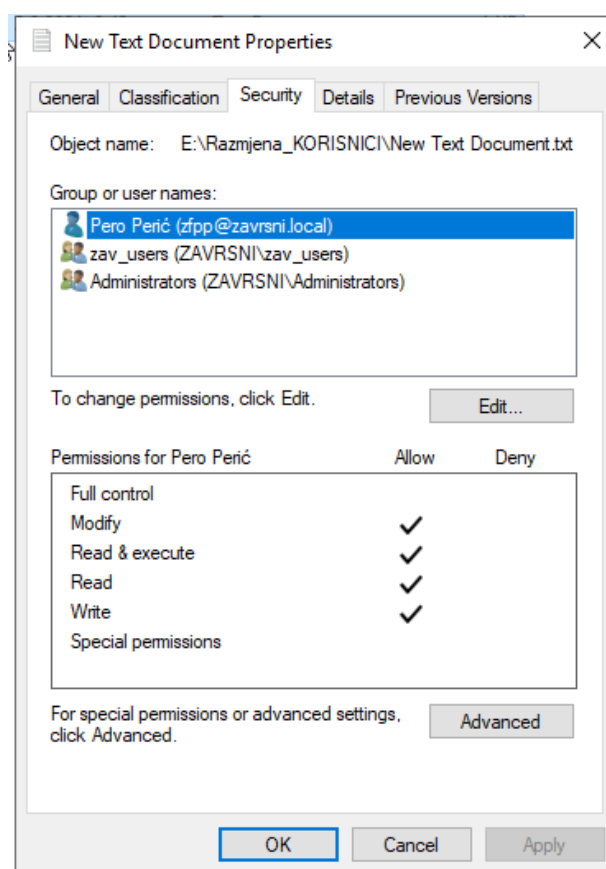 New Text Document Properties
General Classification Security Details Previous Versions
Object name: E:\Razmjena_KORISNICI\New Text Document.txt
Group or user names:
Pero Perić (zfpp@zavrsni.local)
zav_users (ZAVRSNI\zav_users)
Administrators (ZAVRSNI\Administrators)
To change permissions, click Edit.
Edit...
Permissions for Pero Perić Allow Deny
Full control
Modify
Read & execute
Read
Write
Special permissions
For special permissions or advanced settings,
click Advanced.
Advanced
OK Cancel Apply